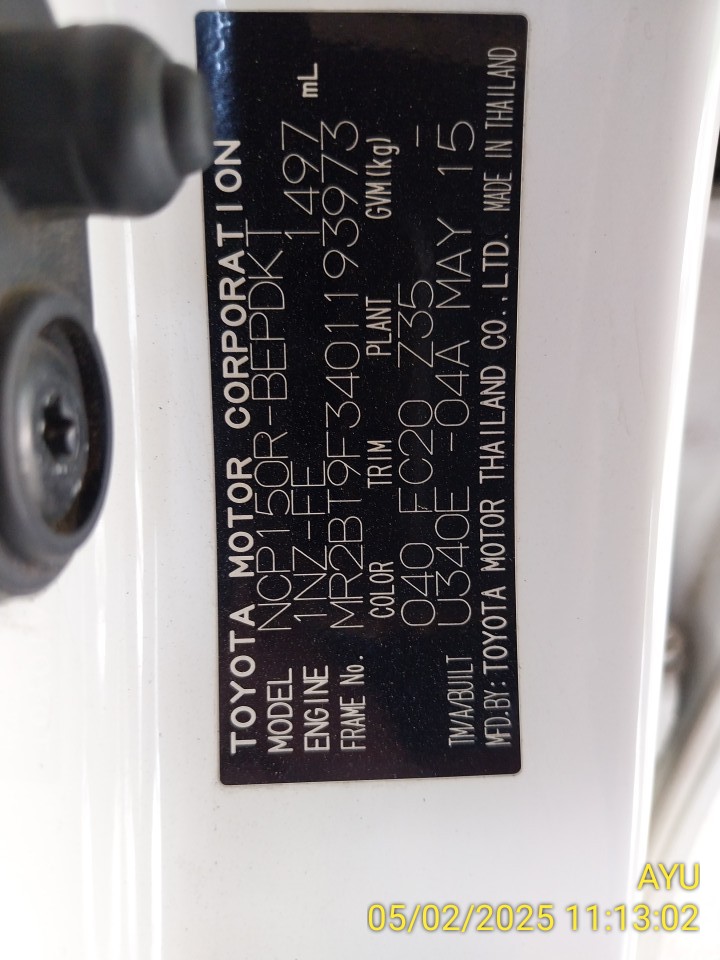 TOYOTA MOTOR CORPORATION
MODEL NCP150R-BEPDKT
ENGINE 1NZ-FE 1497 mL
FRAME No. MR2BT9F3401193973
COLOR TRIM PLANT GVM(kg)
040 FC20 Z35 -
TM/A/BUILT U340E -04A MAY 15
MFD.BY: TOYOTA MOTOR THAILAND CO.,LTD. MADE IN THAILAND
AYU
05/02/2025 11:13:02